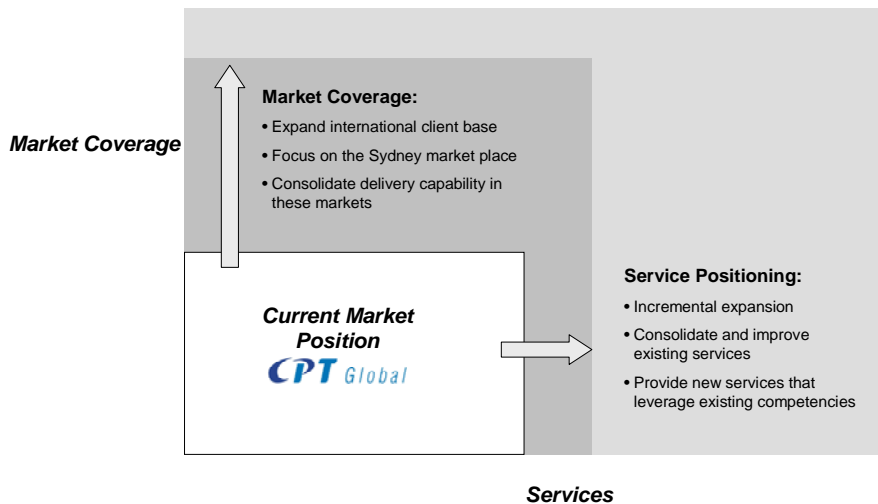 Market Coverage:
• Expand international client base
Market Coverage
• Focus on the Sydney market place
• Consolidate delivery capability in
these markets
Service Positioning:
• Incremental expansion
• Consolidate and improve
existing services
• Provide new services that
leverage existing competencies
Current Market
Position
CPT Global
Services